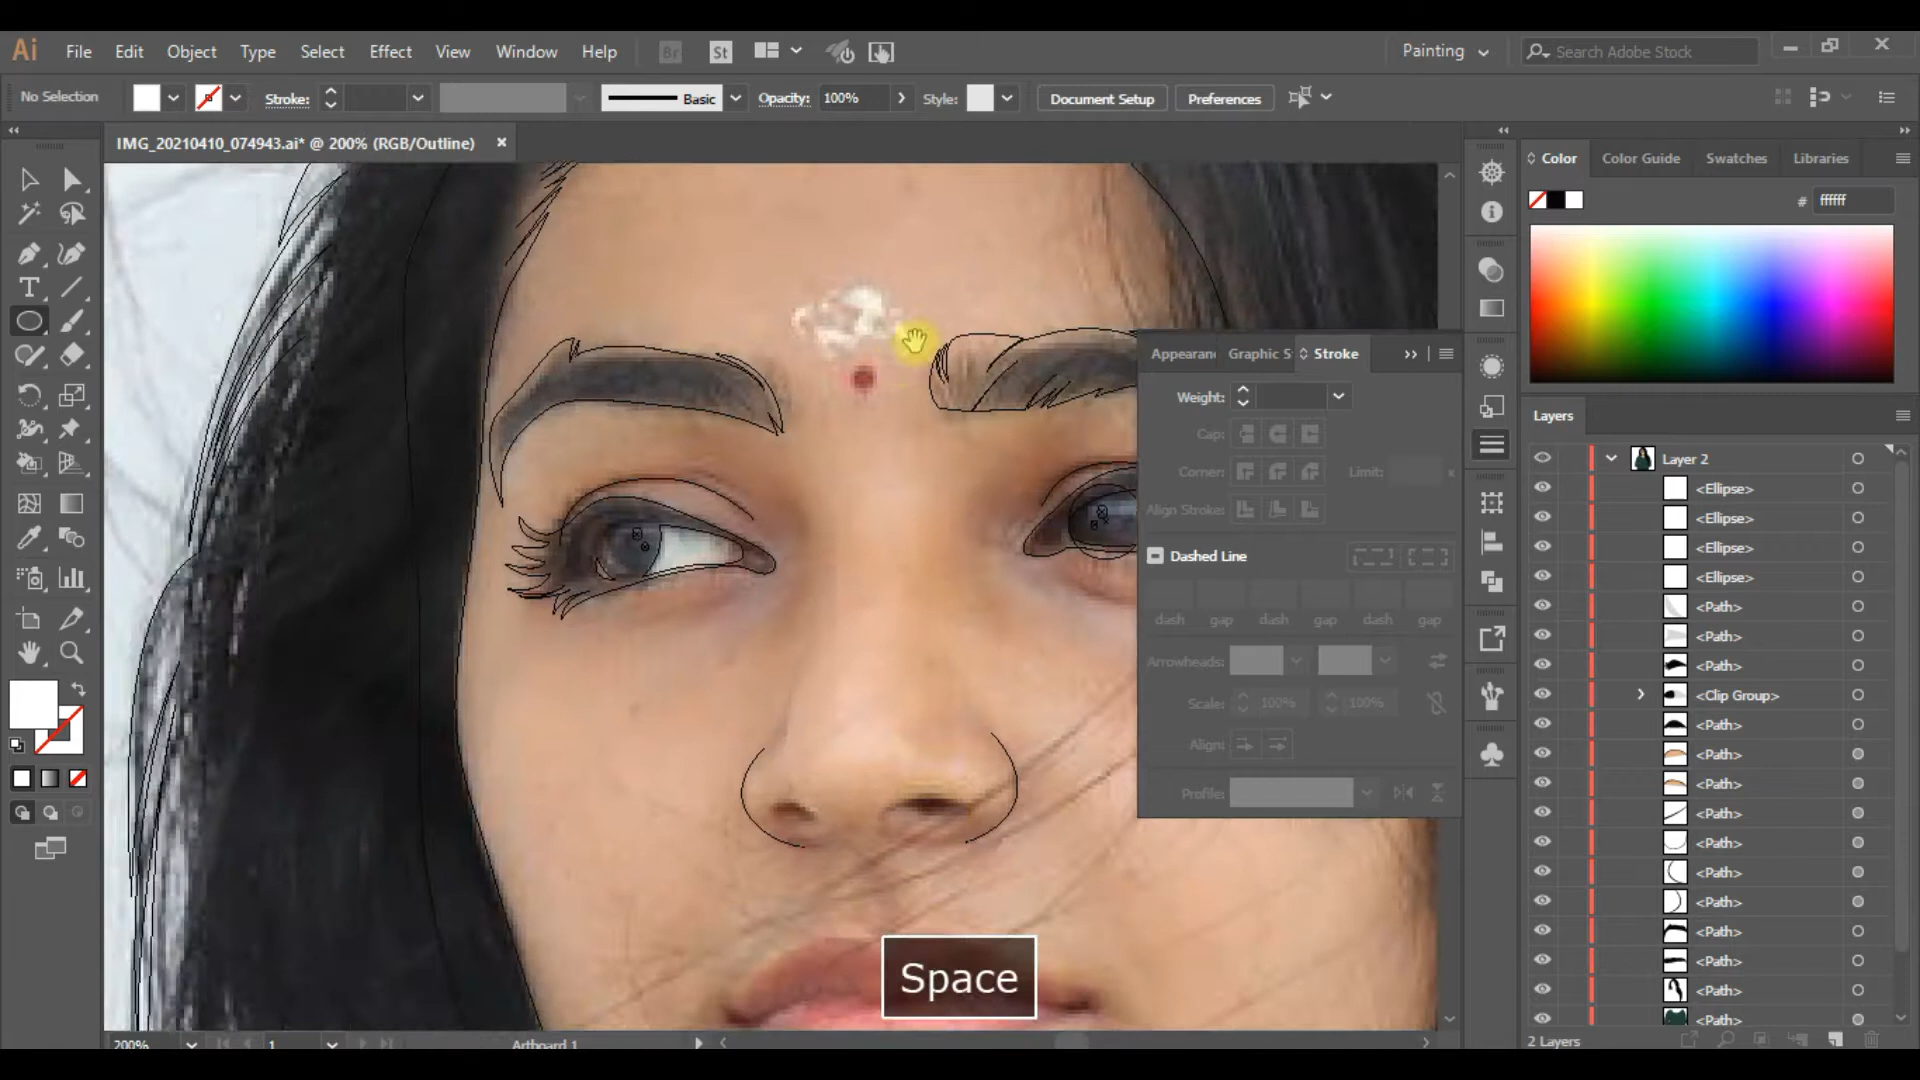 Ai File Edit Object Type Select Effect View Window Help Br St Painting Search Adobe Stock
No Selection Stroke: Basic Opacity: 100% Style: Document Setup Preferences
IMG_20210410_074943.ai* @ 200% (RGB/Outline) ×
Color Color Guide Swatches Libraries
# ffffff
Appearan Graphic S Stroke
Weight:
Cap:
Corner: Limit: x
Align Stroke:
Dashed Line
dash gap dash gap dash gap
Arrowheads:
Scale: 100% 100%
Align:
Profile:
Layers
Layer 2
<Ellipse>
<Ellipse>
<Ellipse>
<Ellipse>
<Path>
<Path>
<Path>
<Clip Group>
<Path>
<Path>
<Path>
<Path>
<Path>
<Path>
<Path>
<Path>
<Path>
<Path>
<Path>
2 Layers
Space
200% 1 Artboard 1